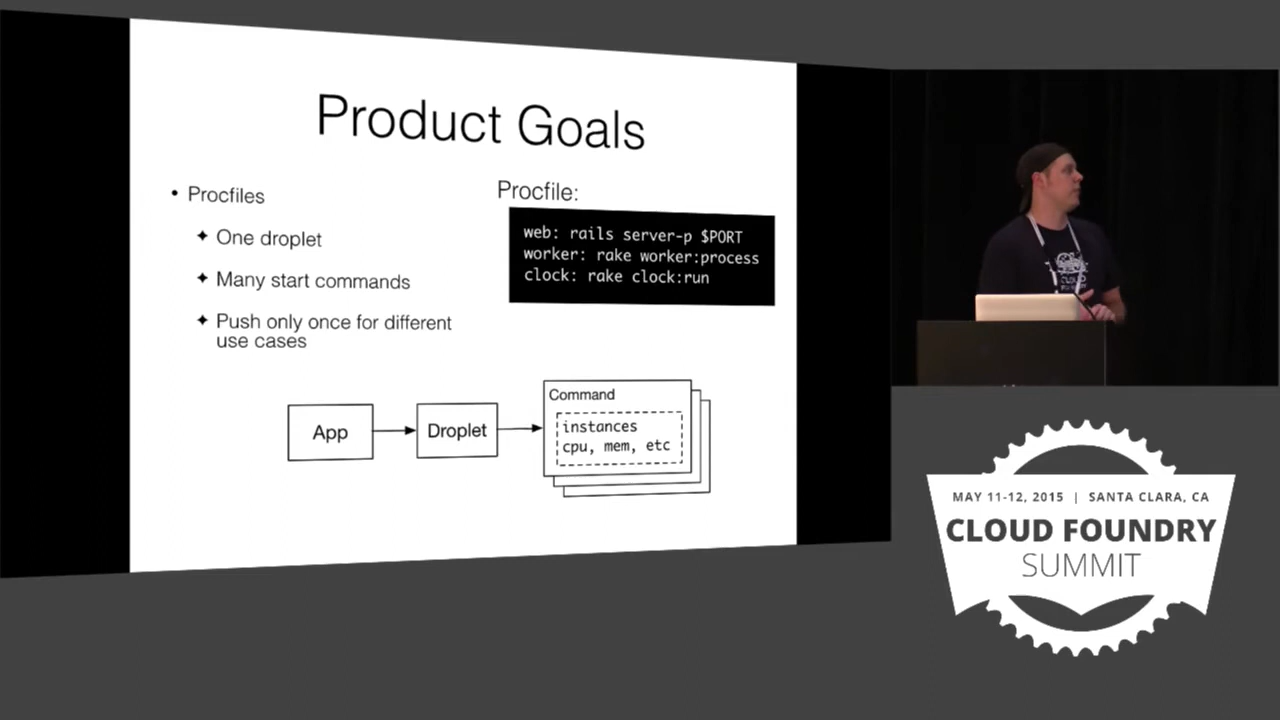 Product Goals
• Procfiles
✦ One droplet
✦ Many start commands
✦ Push only once for different
use cases
Procfile:
web: rails server-p $PORT
worker: rake worker:process
clock: rake clock:run
App
Droplet
Command
instances
cpu, mem, etc
CLOUD
FOUNDRY
MAY 11-12, 2015 | SANTA CLARA, CA
CLOUD FOUNDRY
SUMMIT